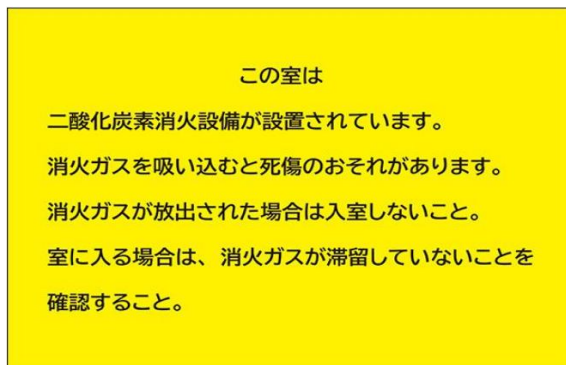 この室は
二酸化炭素消火設備が設置されています。
消火ガスを吸い込むと死傷のおそれがあります。
消火ガスが放出された場合は入室しないこと。
室に入る場合は、消火ガスが滞留していないことを
確認すること。